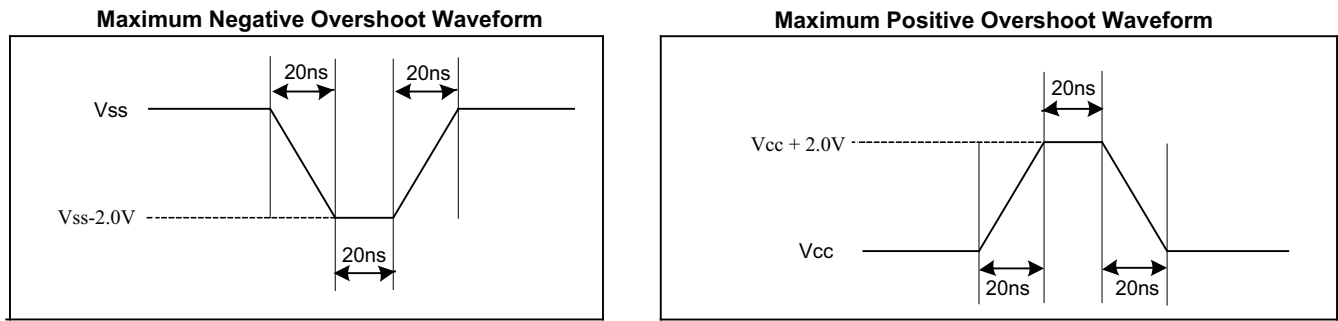 Maximum Negative Overshoot Waveform
20ns
20ns
Vss
Vss-2.0V
20ns
Maximum Positive Overshoot Waveform
20ns
Vcc + 2.0V
Vcc
20ns
20ns